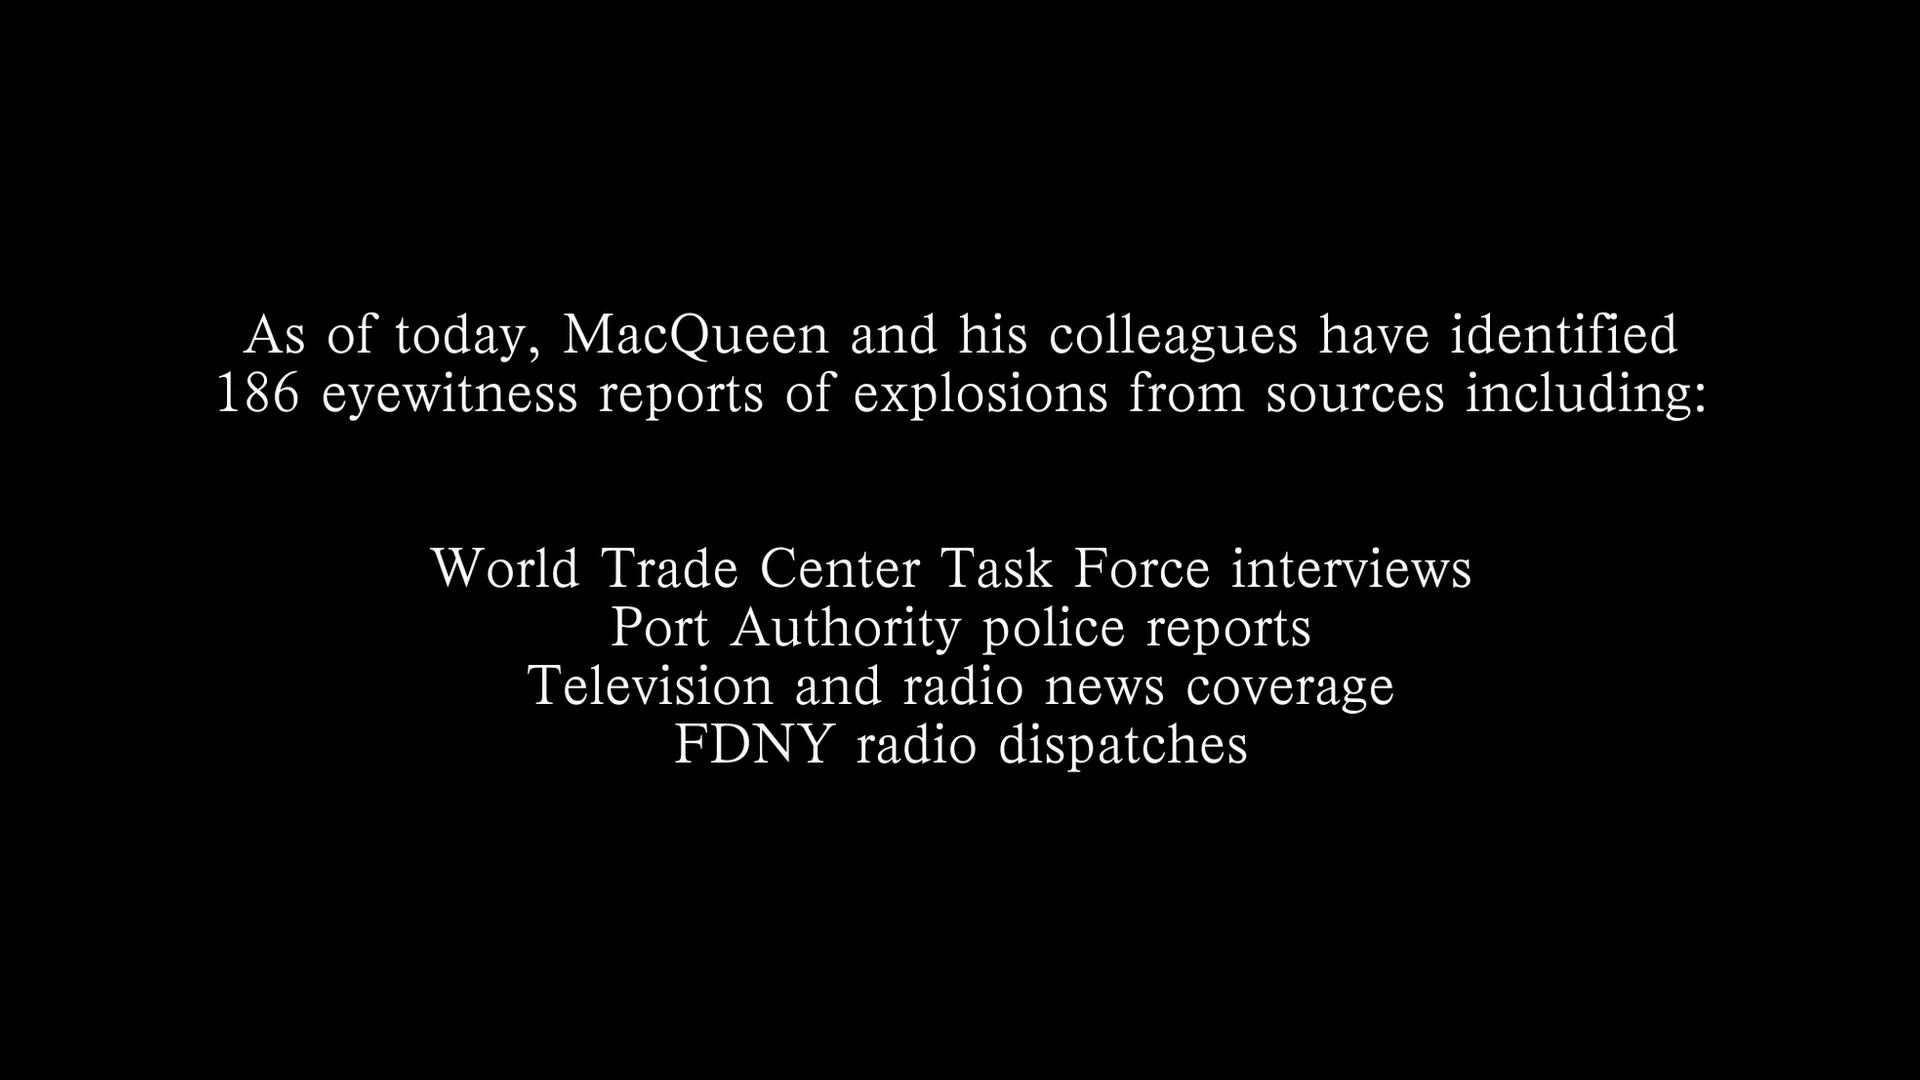 As of today, MacQueen and his colleagues have identified
186 eyewitness reports of explosions from sources including:
World Trade Center Task Force interviews
Port Authority police reports
Television and radio news coverage
FDNY radio dispatches